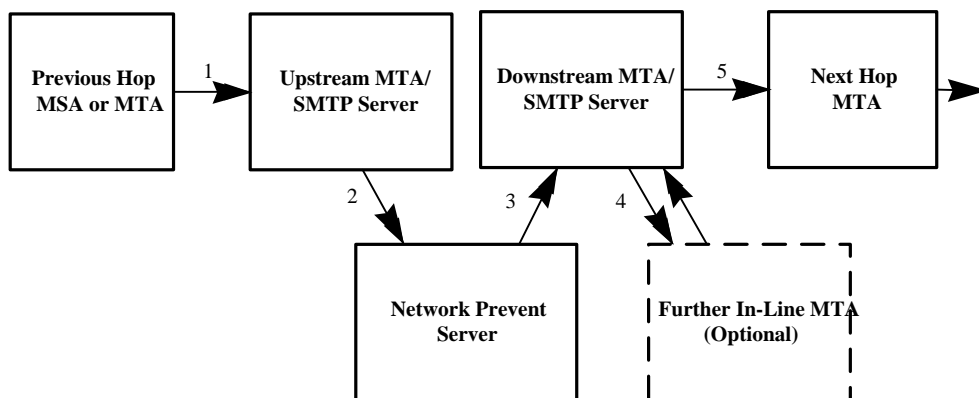 Previous Hop
MSA or MTA
1
Upstream MTA/
SMTP Server
Downstream MTA/
SMTP Server
5
Next Hop
MTA
2
3
4
Network Prevent
Server
Further In-Line MTA
(Optional)